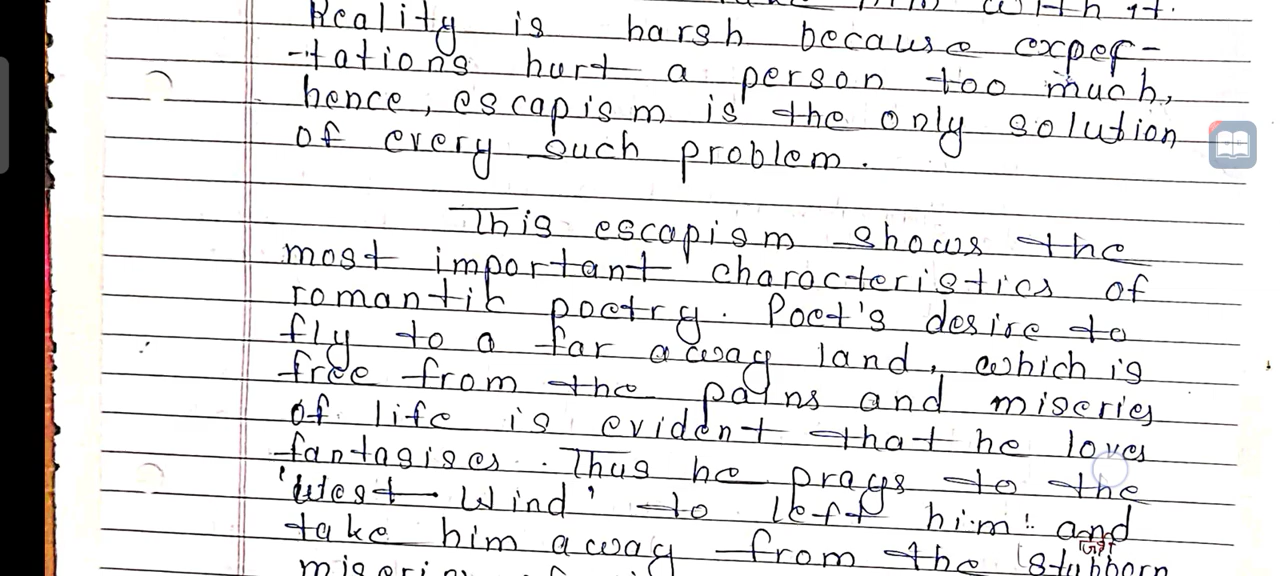 with it.
Reality is harsh because expec-
-tations hurt a person too much,
hence, escapism is the only solution
of every such problem.
This escapism shows the
most important characteristics of
romantic poetry. Poet's desire to
fly to a far away land, which is
free from the pains and miseries
of life is evident that he loves
fantasises. Thus he prays to the
'West Wind' to left him and
take him away from the 'stubborn